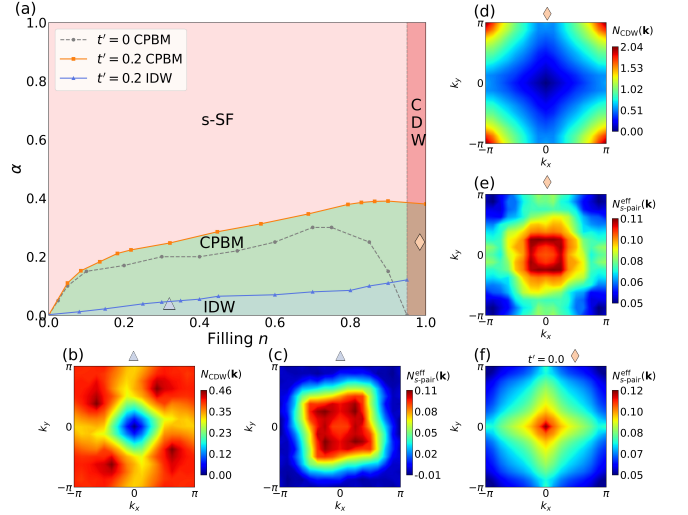 (a)
1.0
0.8
0.6
0.4
0.2
0.0
α
t′ = 0 CPBM
t′ = 0.2 CPBM
t′ = 0.2 IDW
s-SF
C
D
W
CPBM
IDW
0.0
0.2
0.4
0.6
0.8
1.0
Filling n
(d)
π
0
−π
k_y
−π
0
π
k_x
N_CDW(k)
2.04
1.53
1.02
0.51
0.00
(e)
π
0
−π
k_y
−π
0
π
k_x
N^eff_s-pair(k)
0.11
0.10
0.08
0.06
0.05
(b)
π
0
−π
k_y
−π
0
π
k_x
N_CDW(k)
0.46
0.34
0.23
0.11
0.00
(c)
π
0
−π
k_y
−π
0
π
k_x
N^eff_s-pair(k)
0.11
0.08
0.05
0.02
-0.01
(f)
t′ = 0.0
π
0
−π
k_y
−π
0
π
k_x
N^eff_s-pair(k)
0.12
0.10
0.08
0.07
0.05